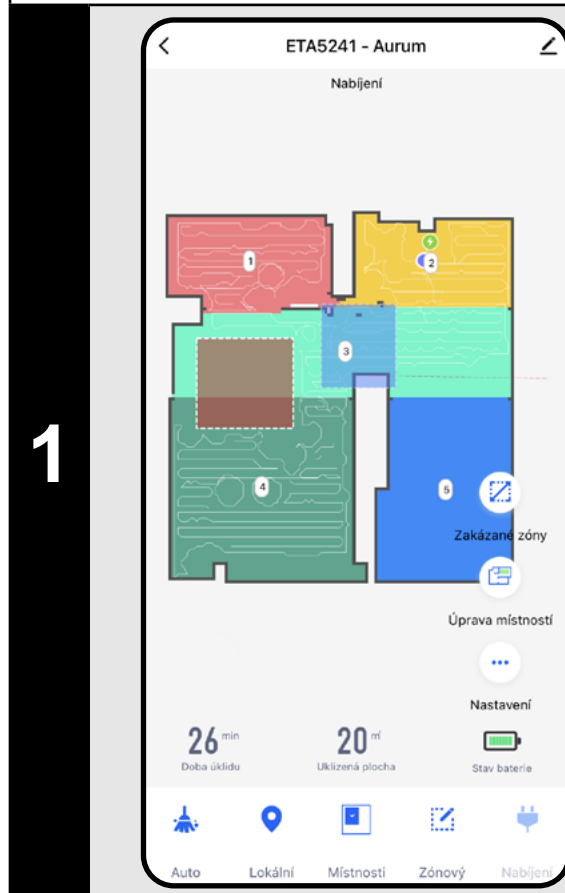 ETA5241 - Aurum
Nabíjení
1
2
3
1
4
5
Zakázané zóny
Úprava místností
Nastavení
26 min
20 ㎡
Doba úklidu
Uklizená plocha
Stav baterie
Auto
Lokální
Místnosti
Zónový
Nabíjení